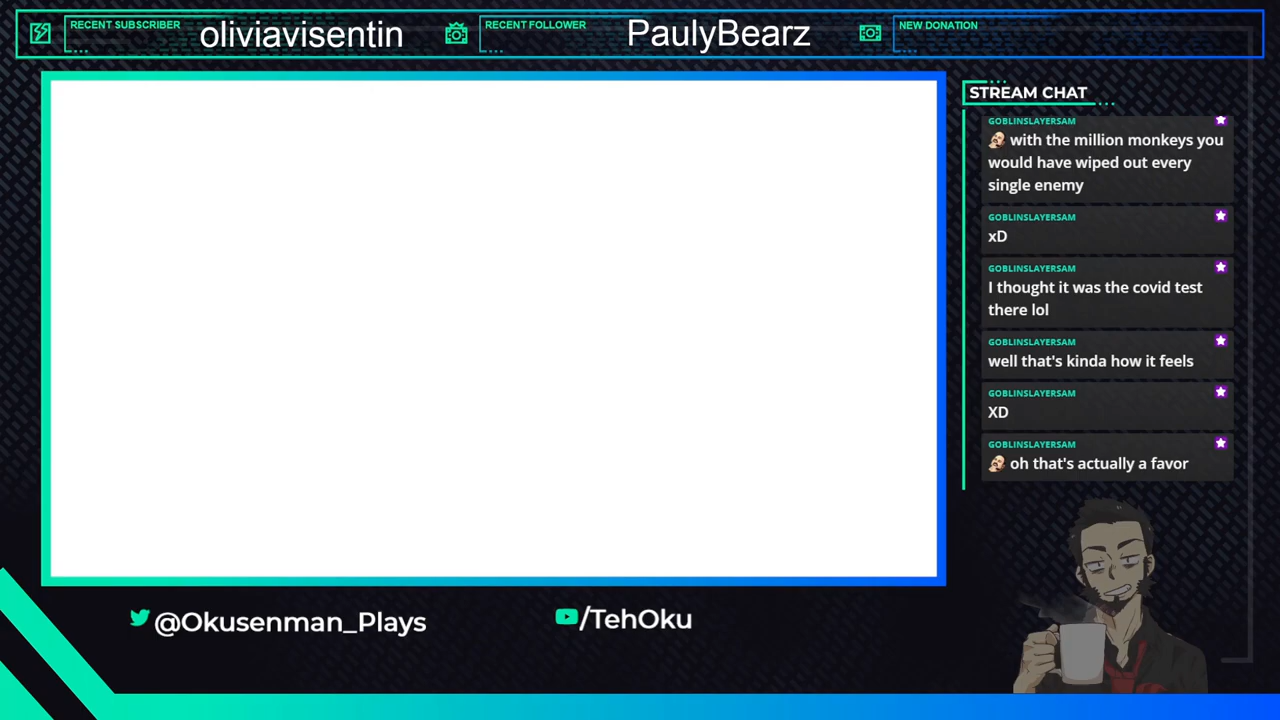 RECENT SUBSCRIBER
oliviavisentin
RECENT FOLLOWER
PaulyBearz
NEW DONATION
STREAM CHAT
GOBLINSLAYERSAM
with the million monkeys you
would have wiped out every
single enemy
GOBLINSLAYERSAM
xD
GOBLINSLAYERSAM
I thought it was the covid test
there lol
GOBLINSLAYERSAM
well that's kinda how it feels
GOBLINSLAYERSAM
XD
GOBLINSLAYERSAM
oh that's actually a favor
@Okusenman_Plays
/TehOku